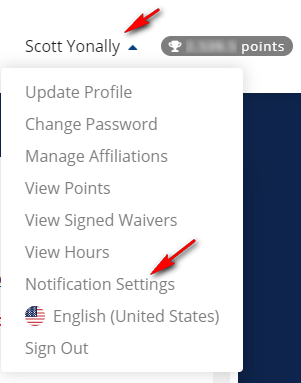 Scott Yonally points
Update Profile
Change Password
Manage Affiliations
View Points
View Signed Waivers
View Hours
Notification Settings
English (United States)
Sign Out